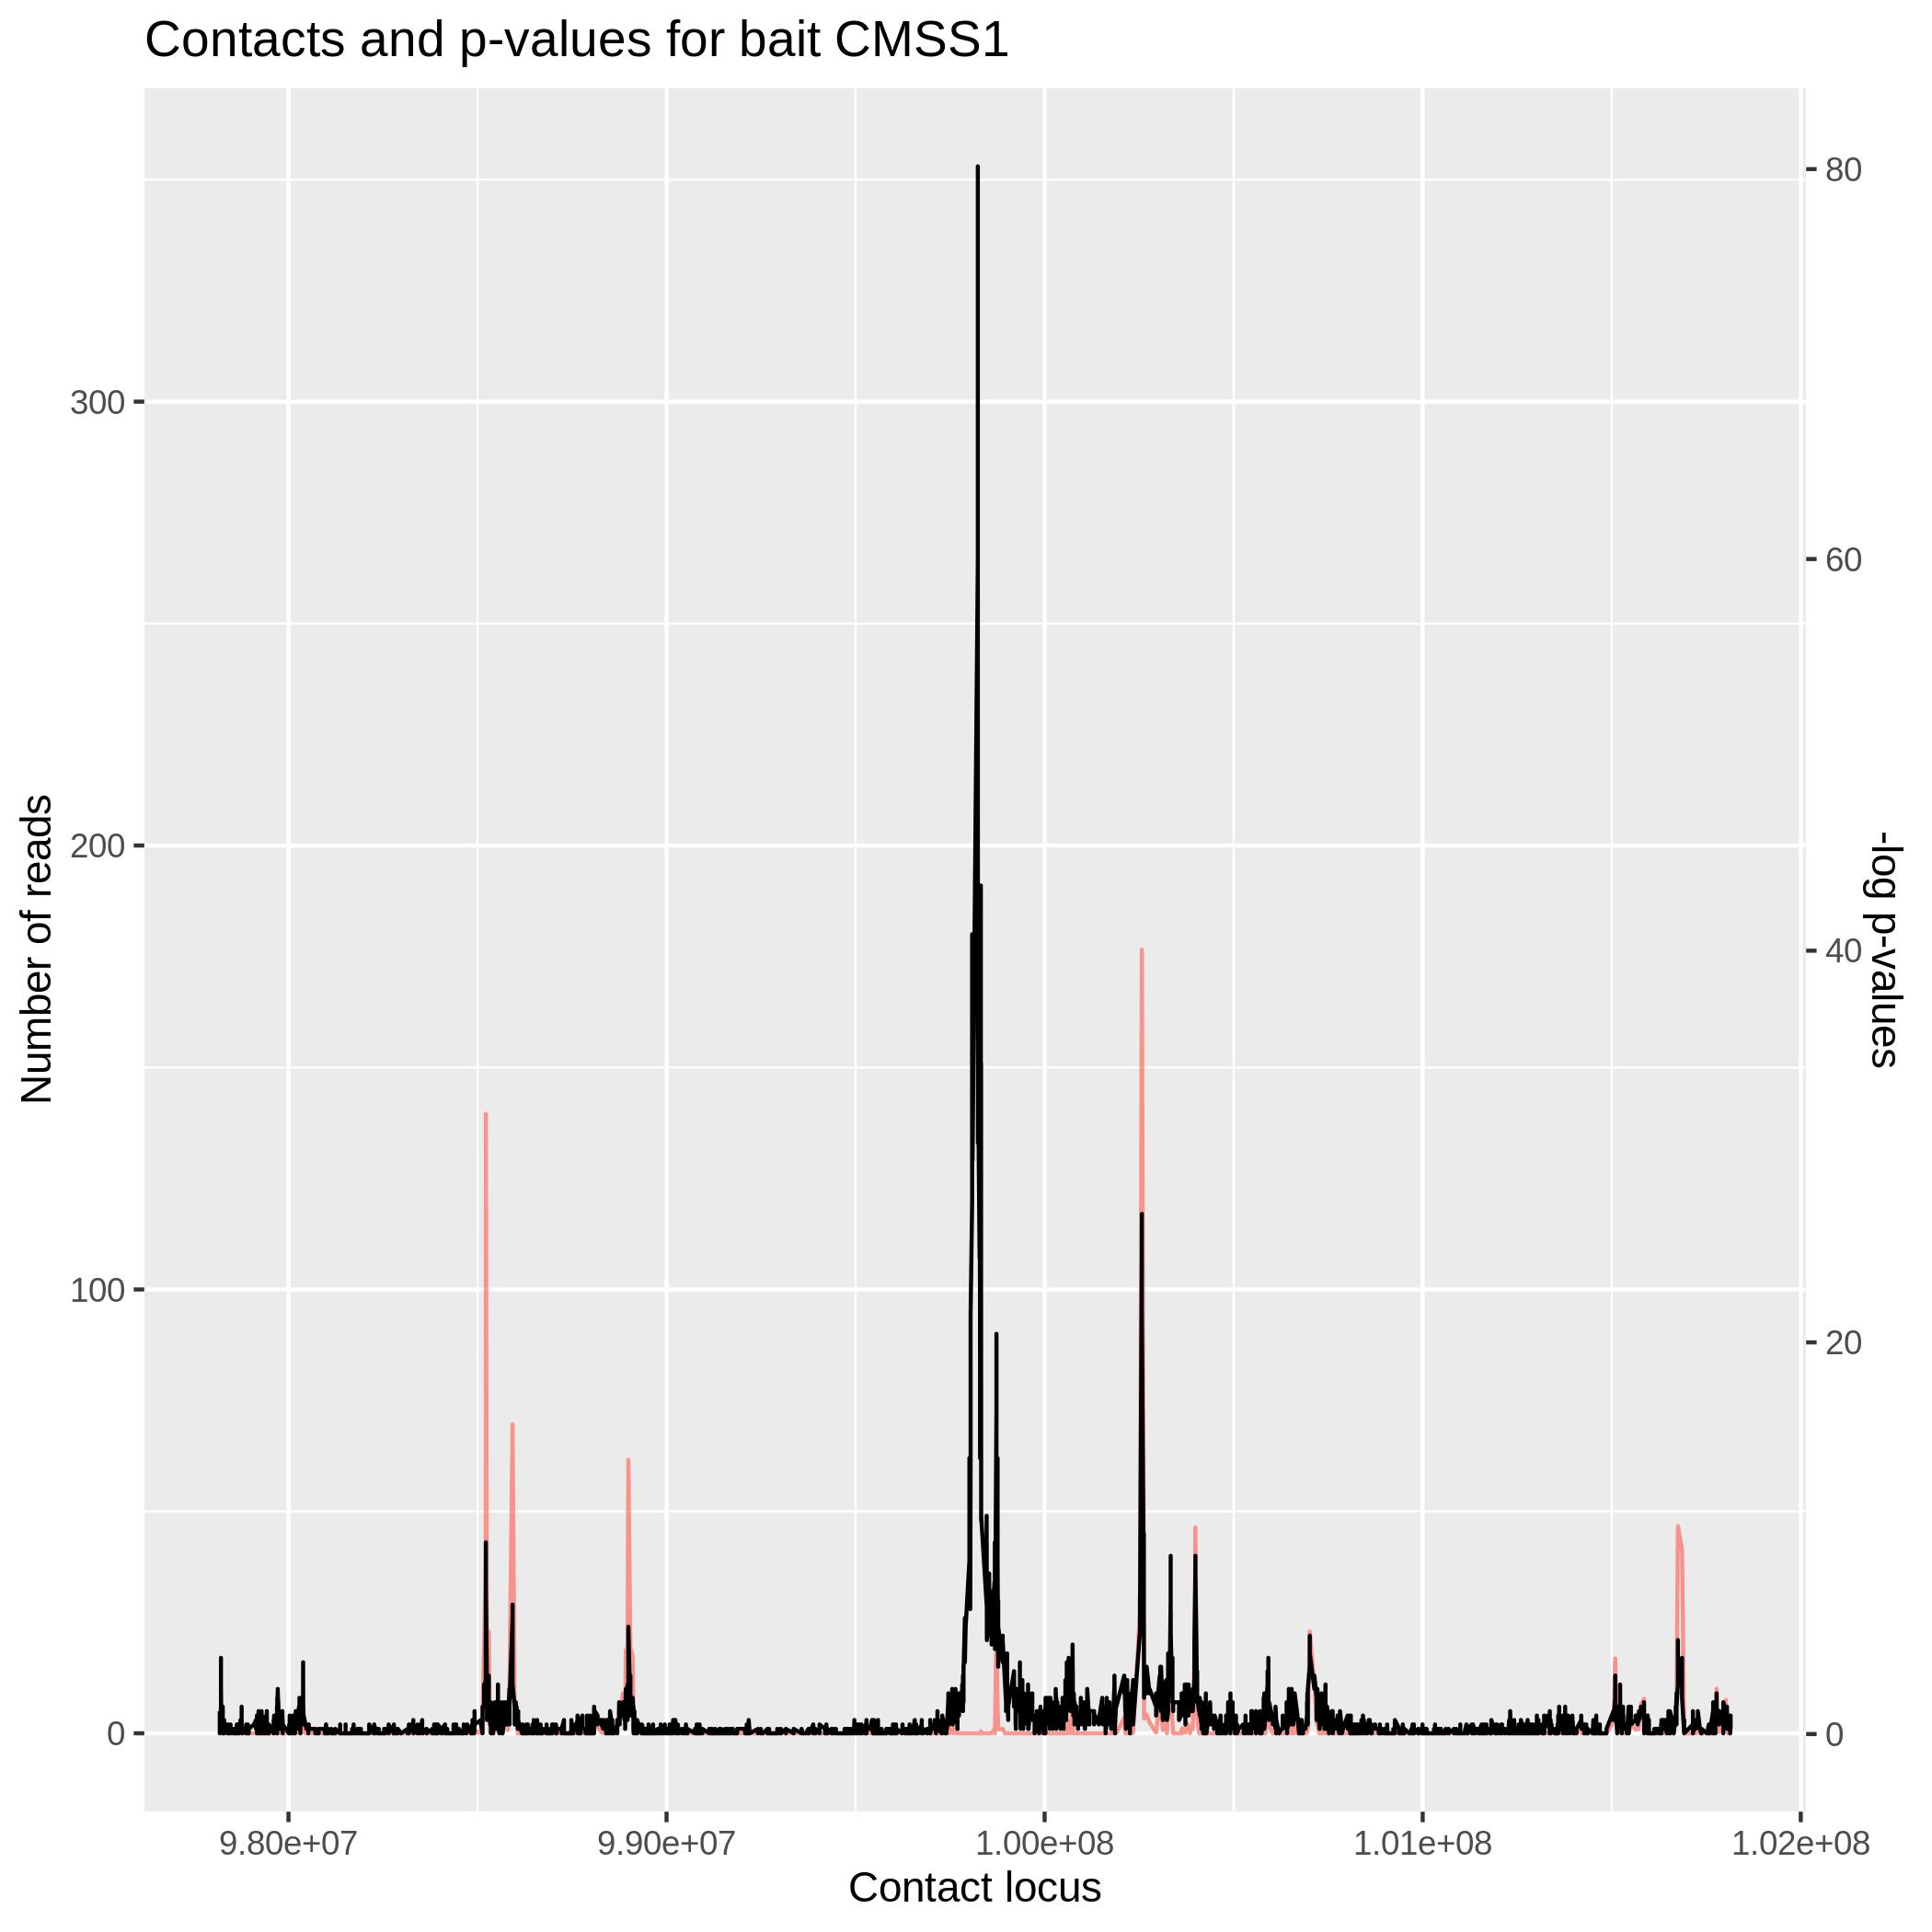 Contacts and p-values for bait CMSS1
Number of reads
300
200
100
0
80
60
40
20
0
-log p-values
9.80e+07
9.90e+07
1.00e+08
1.01e+08
1.02e+08
Contact locus